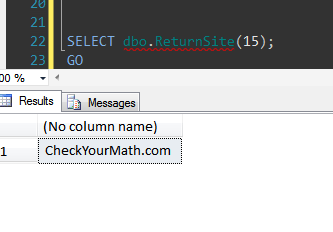 20
21
22 SELECT dbo.ReturnSite(15);
23 GO
00 %
Results Messages
(No column name)
1 CheckYourMath.com